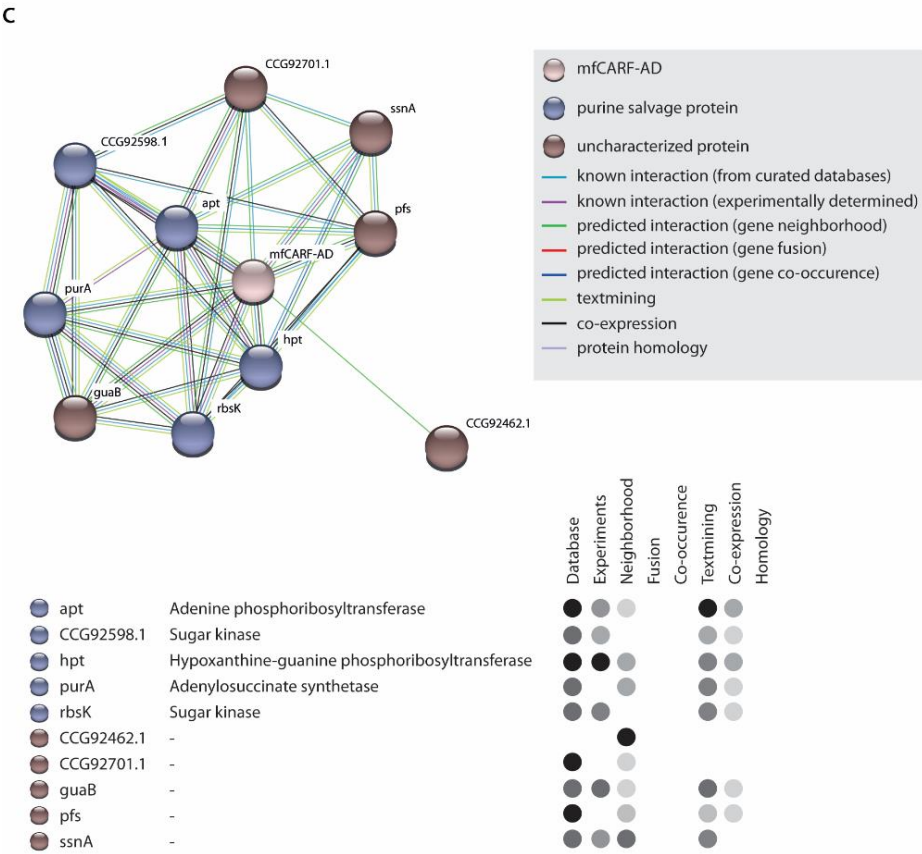 C
CCG92701.1
ssnA
CCG92598.1
apt
pfs
mfCARF-AD
purA
hpt
guaB
rbsK
CCG92462.1
mfCARF-AD
purine salvage protein
uncharacterized protein
known interaction (from curated databases)
known interaction (experimentally determined)
predicted interaction (gene neighborhood)
predicted interaction (gene fusion)
predicted interaction (gene co-occurence)
textmining
co-expression
protein homology
Database
Experiments
Neighborhood
Fusion
Co-occurence
Textmining
Co-expression
Homology
apt Adenine phosphoribosyltransferase
CCG92598.1 Sugar kinase
hpt Hypoxanthine-guanine phosphoribosyltransferase
purA Adenylosuccinate synthetase
rbsK Sugar kinase
CCG92462.1 -
CCG92701.1 -
guaB -
pfs -
ssnA -